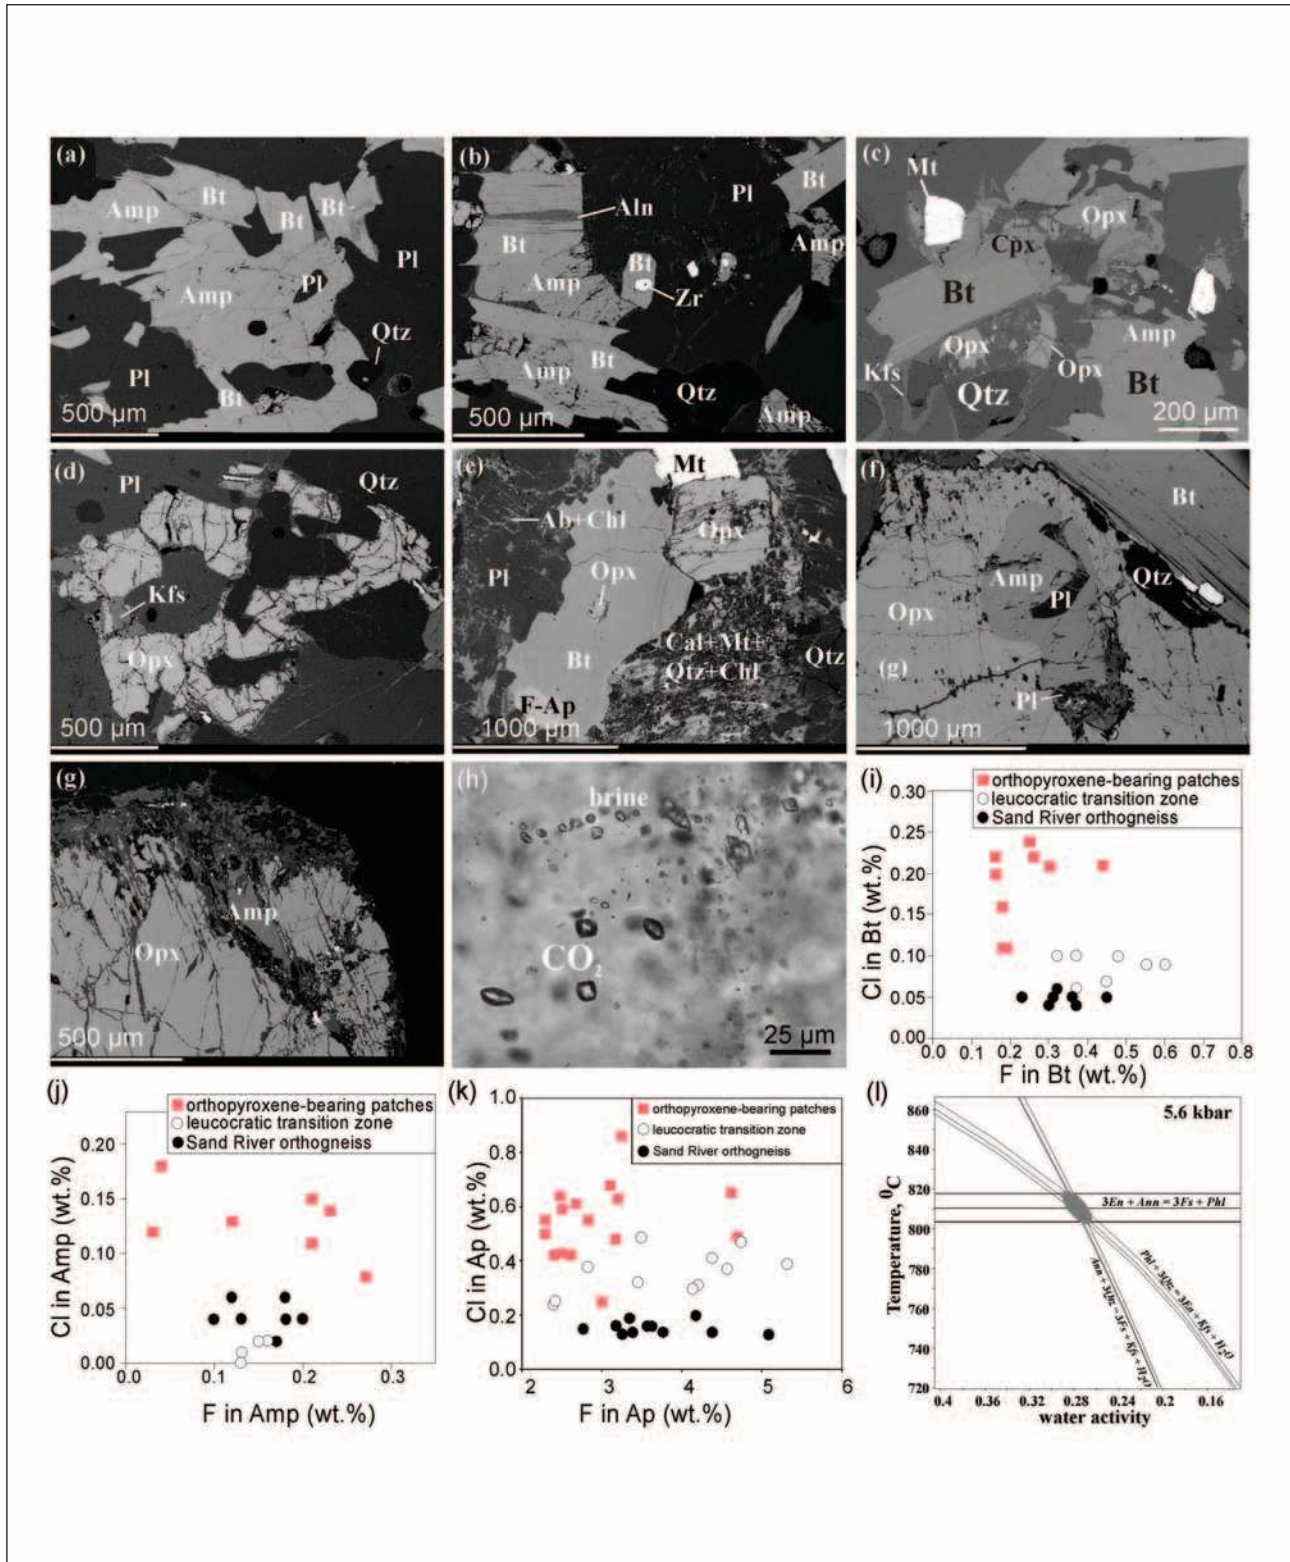 (a)
Amp
Bt
Bt
Bt
Pl
Amp
Pl
Qtz
Pl
Bt
500 µm
(b)
Aln
Pl
Bt
Bt
Amp
Bt
Amp
Zr
Bt
Amp
Qtz
Amp
500 µm
(c)
Mt
Opx
Cpx
Bt
Amp
Opx
Opx
Kfs
Qtz
Bt
200 µm
(d)
Pl
Qtz
Kfs
Opx
500 µm
(e)
Mt
Ab+Chl
Opx
Pl
Opx
Cal+Mt+
Qtz+Chl
Bt
Qtz
F-Ap
1000 µm
(f)
Bt
Amp
Qtz
Pl
Opx
(g)
Pl
1000 µm
(g)
Amp
Opx
500 µm
(h)
brine
CO2
25 µm
(i)
orthopyroxene-bearing patches
leucocratic transition zone
Sand River orthogneiss
0.30
0.25
0.20
0.15
0.10
0.05
0.00
Cl in Bt (wt.%)
0.0 0.1 0.2 0.3 0.4 0.5 0.6 0.7 0.8
F in Bt (wt.%)
(j)
orthopyroxene-bearing patches
leucocratic transition zone
Sand River orthogneiss
0.20
0.15
0.10
0.05
0.00
Cl in Amp (wt.%)
0.0 0.1 0.2 0.3
F in Amp (wt.%)
(k)
orthopyroxene-bearing patches
leucocratic transition zone
Sand River orthogneiss
1.0
0.8
0.6
0.4
0.2
0.0
Cl in Ap (wt.%)
2 3 4 5 6
F in Ap (wt.%)
(l)
5.6 kbar
860
840
820
800
780
760
740
720
Temperature, ⁰C
3En + Ann = 3Fs + Phl
Phl + 3Qtz = 3En + Kfs + H2O
Ann + 3Qtz = 3Fs + Kfs + H2O
0.4 0.36 0.32 0.28 0.24 0.2 0.16
water activity